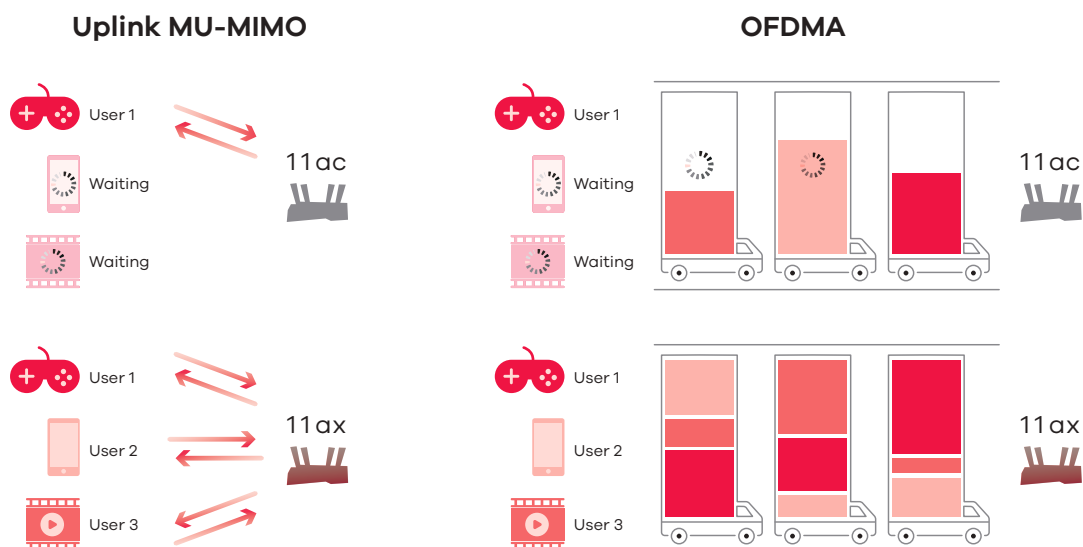 Uplink MU-MIMO
User 1
Waiting
Waiting
11ac
User 1
User 2
User 3
11ax
OFDMA
User 1
Waiting
Waiting
11ac
User 1
User 2
User 3
11ax